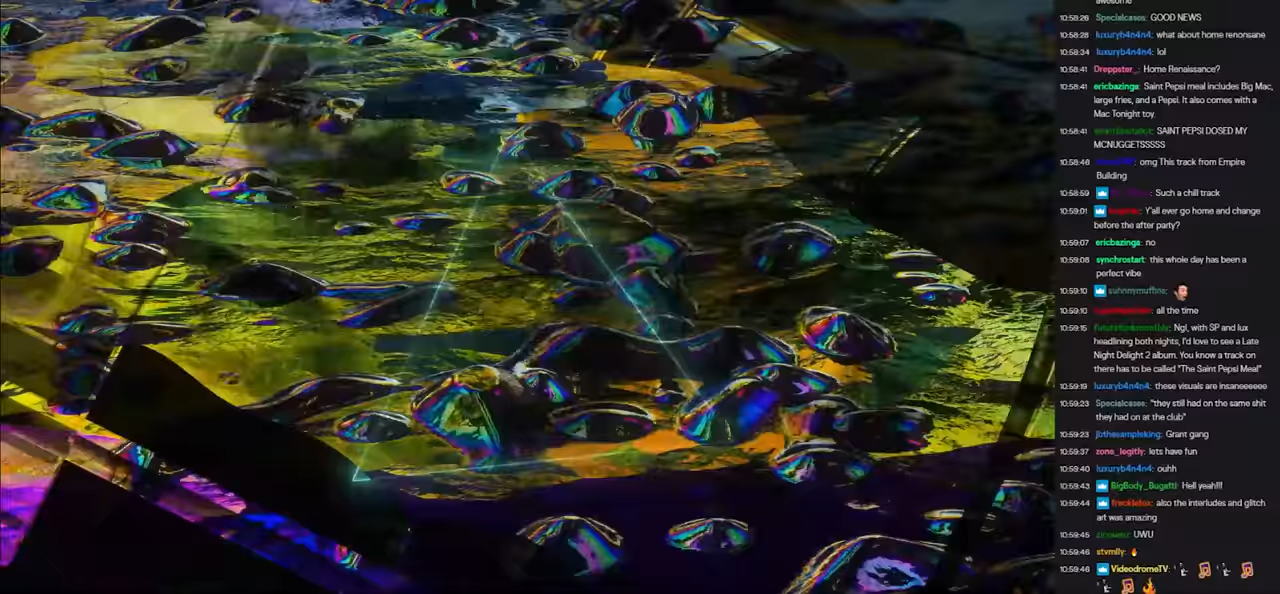 awesome
10:58:26 Specialcases: GOOD NEWS
10:58:28 luxuryb4n4n4: what about home renonsane
10:58:34 luxuryb4n4n4: lol
10:58:41 Dreppster_: Home Renaissance?
10:58:41 ericbazinga: Saint Pepsi meal includes Big Mac,
large fries, and a Pepsi. It also comes with a
Mac Tonight toy.
10:58:41 SAINT PEPSI DOSED MY
MCNUGGETSSSSS
10:58:46 omg This track from Empire
Building
10:58:59 Such a chill track
10:59:01 Y'all ever go home and change
before the after party?
10:59:07 ericbazinga: no
10:59:08 synchrostart: this whole day has been a
perfect vibe
10:59:10 suhnnymuffins:
10:59:10 all the time
10:59:15 Ngl, with SP and lux
headlining both nights, I'd love to see a Late
Night Delight 2 album. You know a track on
there has to be called "The Saint Pepsi Meal"
10:59:19 luxuryb4n4n4: these visuals are insaneeeeee
10:59:23 Specialcases: "they still had on the same shit
they had on at the club"
10:59:23 jbthesampleking: Grant gang
10:59:37 zone_legitly: lets have fun
10:59:40 luxuryb4n4n4: ouhh
10:59:43 BigBody_Bugatti: Hell yeah!!!
10:59:44 also the interludes and glitch
art was amazing
10:59:45 UWU
10:59:46 stvmlly:
10:59:46 VideodromeTV: